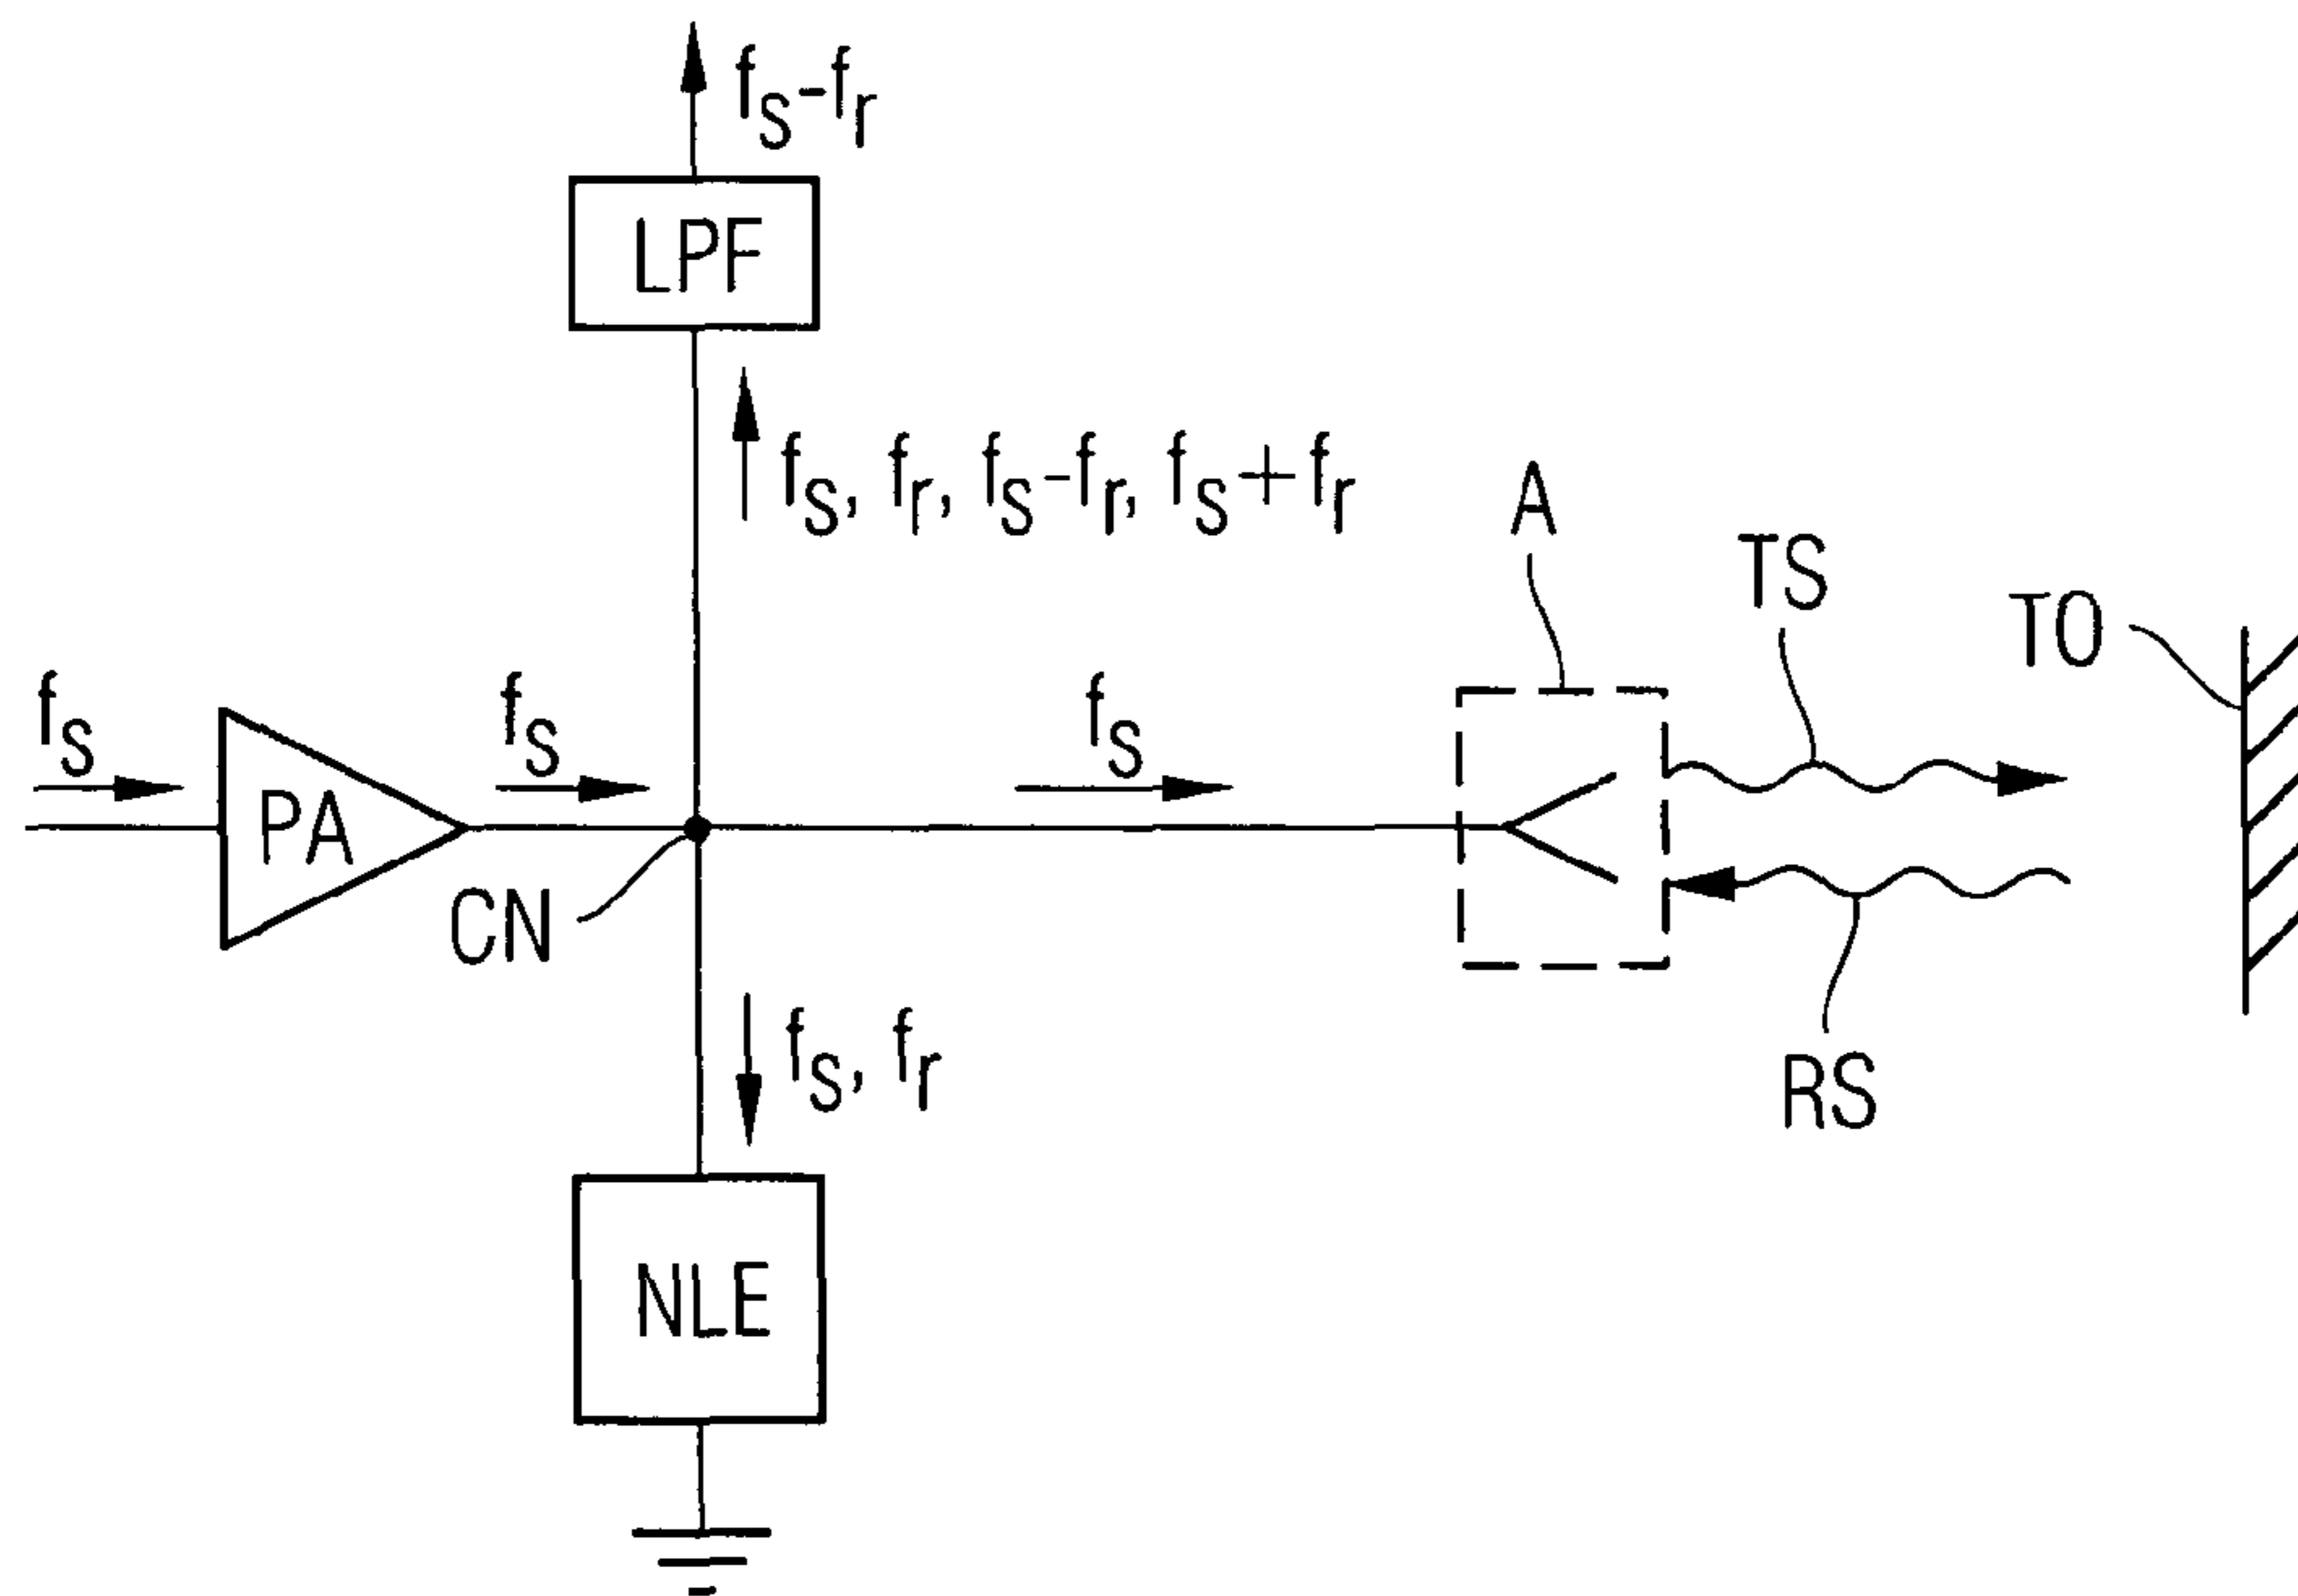 fs-fr
LPF
fs, fr, fs-fr, fs+fr
A
TS
TO
fs
fs
fs
PA
CN
fs, fr
RS
NLE